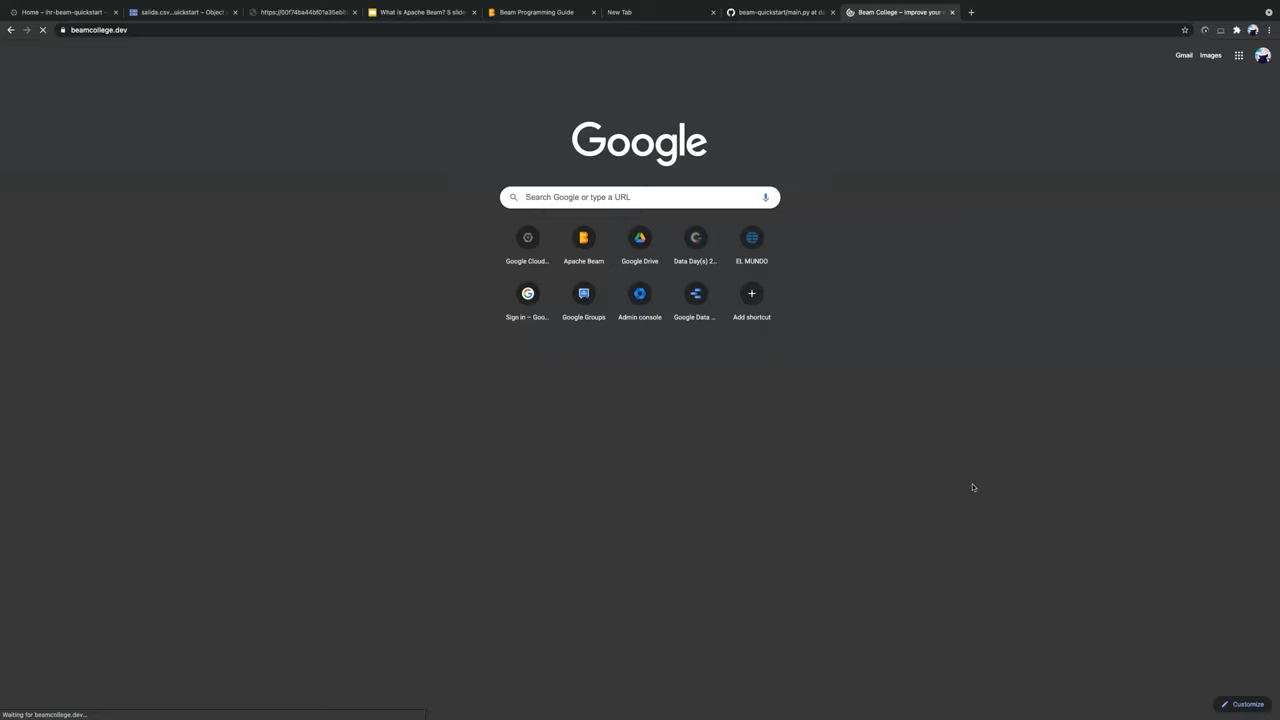 Home – ihr-beam-quickstart –
salida.csv...uickstart – Object
https://00f74ba44bf01a35eb8
What is Apache Beam? 5 slide
Beam Programming Guide
New Tab
beam-quickstart/main.py at da
Beam College – Improve your
beamcollege.dev
Gmail Images
Google
Search Google or type a URL
Google Cloud... Apache Beam Google Drive Data Day(s) 2... EL MUNDO
Sign in – Goo... Google Groups Admin console Google Data ... Add shortcut
Customize
Waiting for beamcollege.dev...